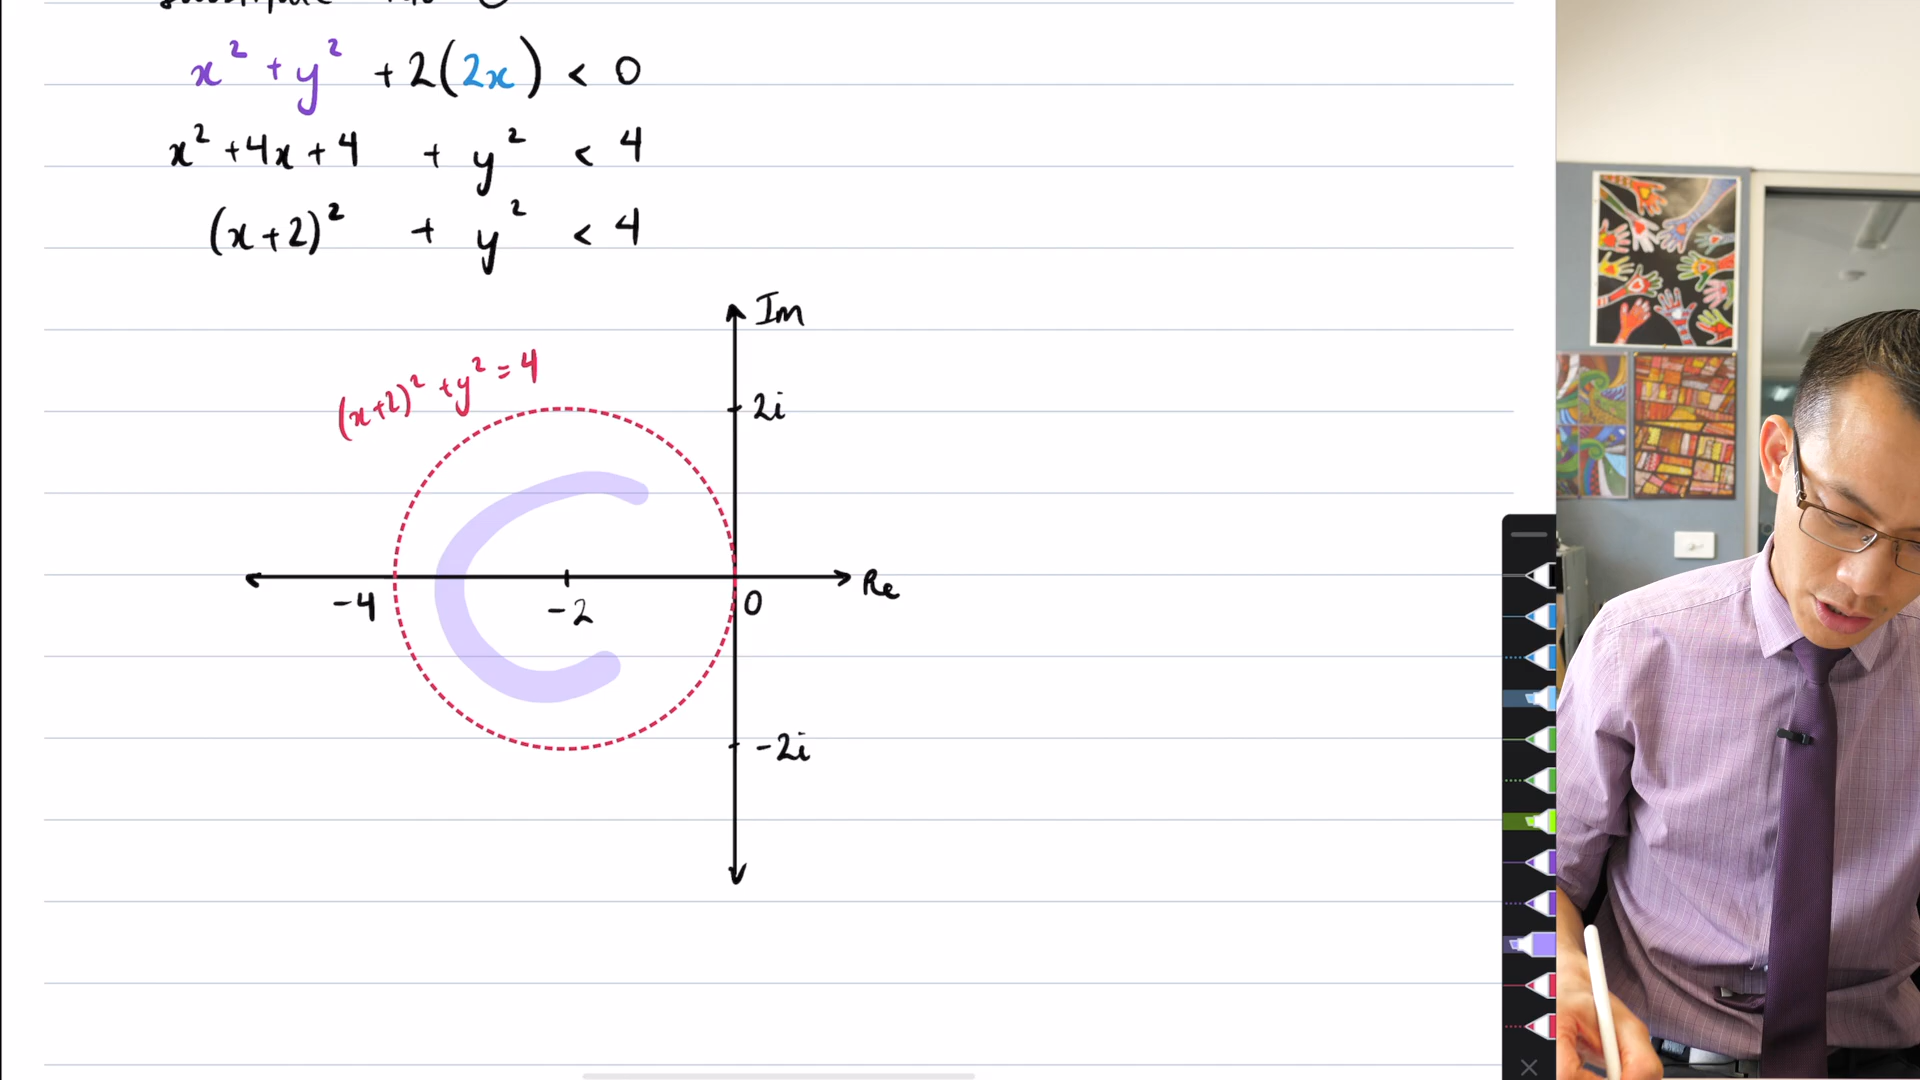 x² + y² + 2(2x) < 0
x² + 4x + 4 + y² < 4
(x+2)² + y² < 4
Im
(x+2)² + y² = 4
2i
Re
-4
-2
0
-2i